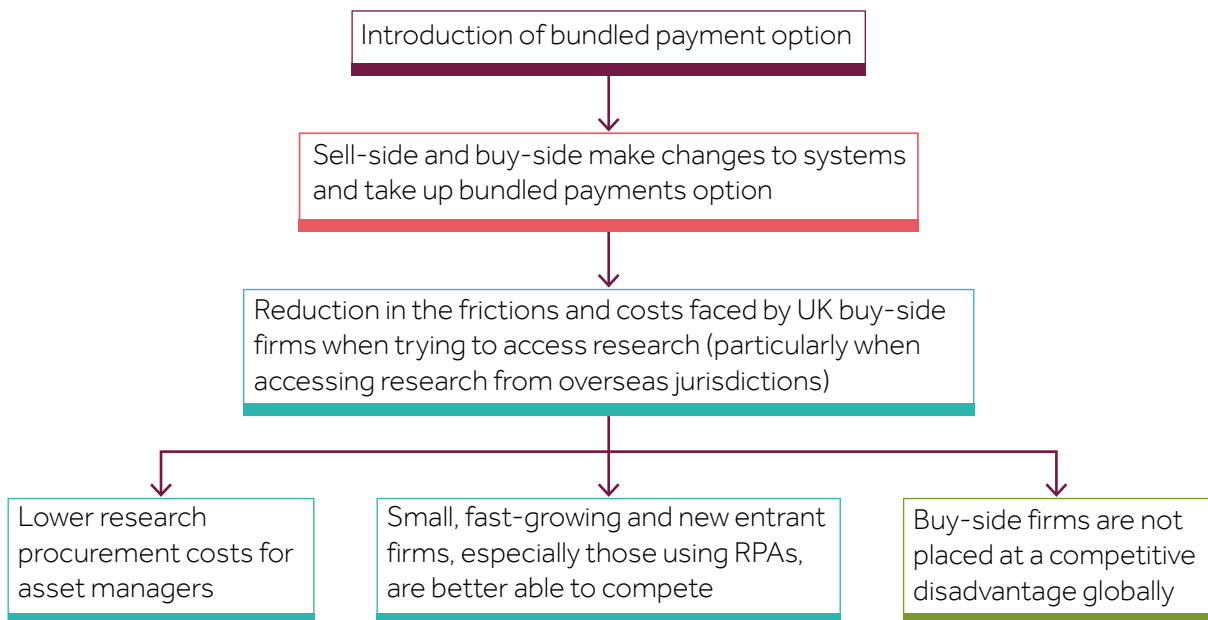 Introduction of bundled payment option
Sell-side and buy-side make changes to systems
and take up bundled payments option
Reduction in the frictions and costs faced by UK buy-side
firms when trying to access research (particularly when
accessing research from overseas jurisdictions)
Lower research
procurement costs for
asset managers
Small, fast-growing and new entrant
firms, especially those using RPAs,
are better able to compete
Buy-side firms are not
placed at a competitive
disadvantage globally